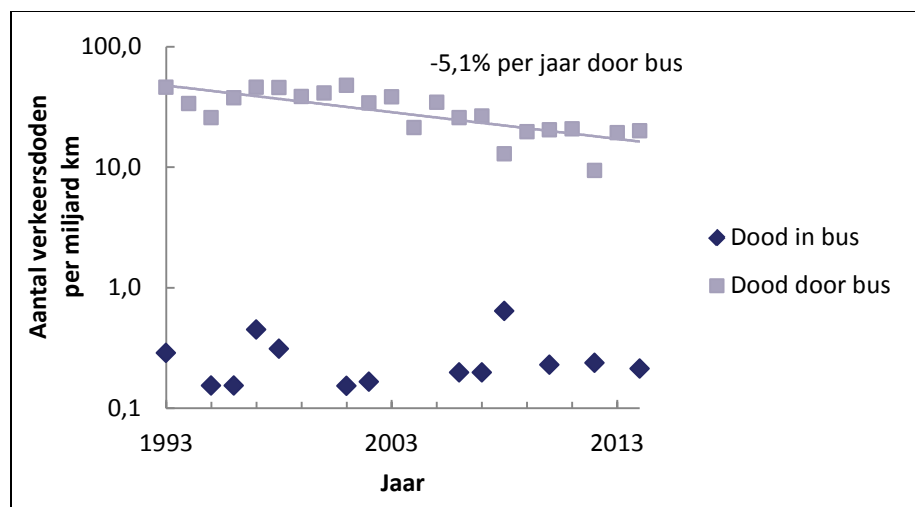 100,0
-5,1% per jaar door bus
10,0
1,0
0,1
Aantal verkeersdoden
per miljard km
1993
2003
2013
Jaar
Dood in bus
Dood door bus